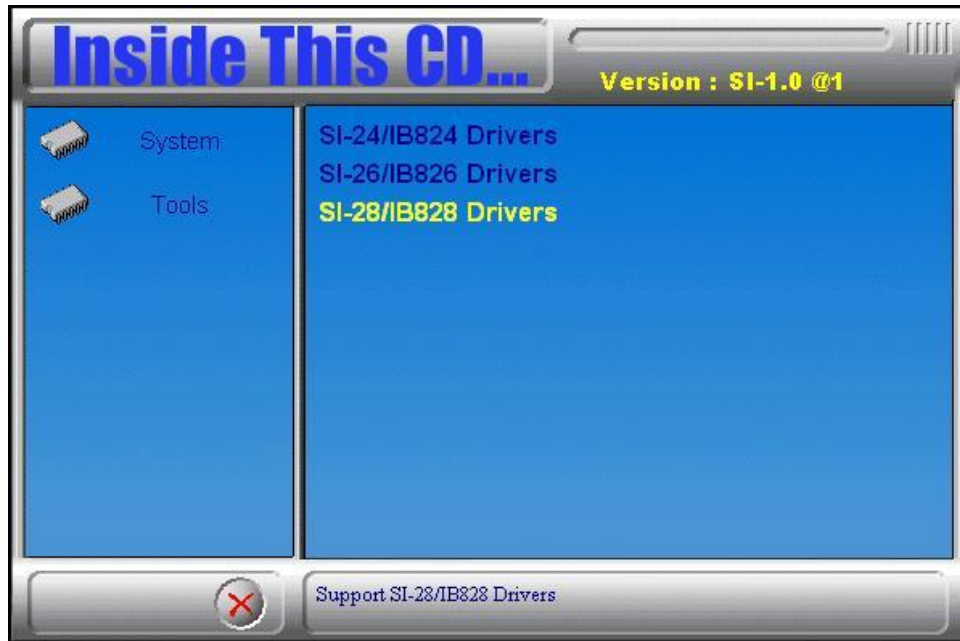 Inside This CD...
Version : SI-1.0 @1
System
Tools
SI-24/IB824 Drivers
SI-26/IB826 Drivers
SI-28/IB828 Drivers
Support SI-28/IB828 Drivers